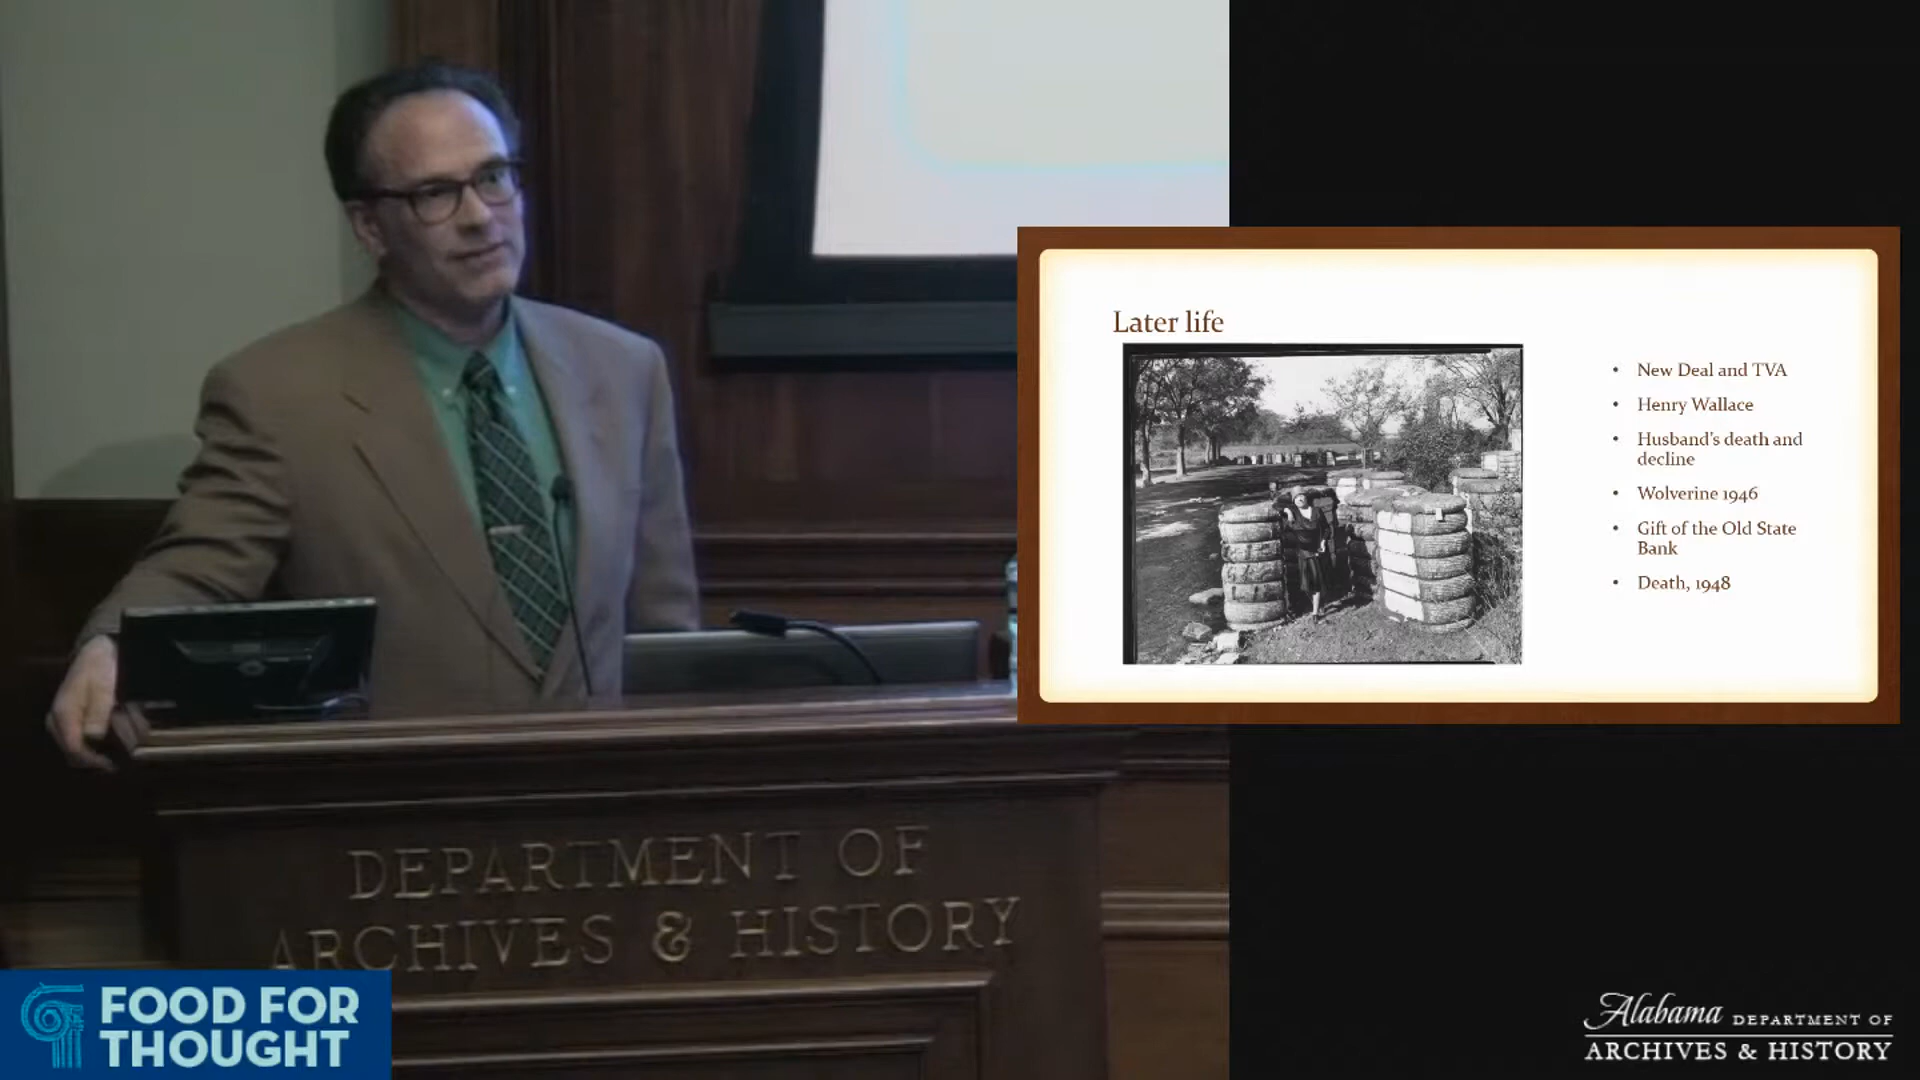 Later life
• New Deal and TVA
• Henry Wallace
• Husband's death and
decline
• Wolverine 1946
• Gift of the Old State
Bank
• Death, 1948
DEPARTMENT OF
ARCHIVES & HISTORY
FOOD FOR
THOUGHT
Alabama DEPARTMENT OF
ARCHIVES & HISTORY